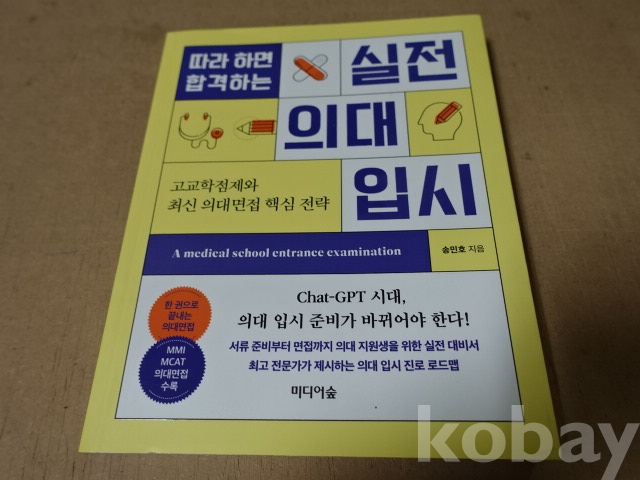 따라 하면
합격하는
실전
의대
입시
고교학점제와
최신 의대면접 핵심 전략
A medical school entrance examination
송민호 지음
한 권으로
끝내는
의대면접
MMI
MCAT
의대면접
수록
Chat-GPT 시대,
의대 입시 준비가 바뀌어야 한다!
서류 준비부터 면접까지 의대 지원생을 위한 실전 대비서
최고 전문가가 제시하는 의대 입시 진로 로드맵
미디어숲
kobay